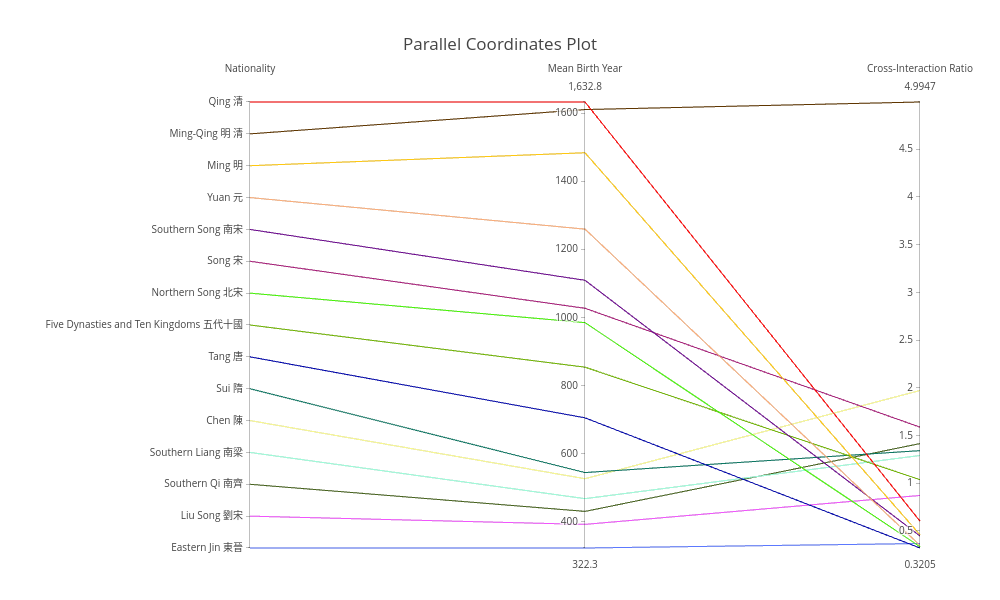 Parallel Coordinates Plot
Nationality
Mean Birth Year
Cross-Interaction Ratio
1,632.8
4.9947
Qing 清
Ming-Qing 明清
Ming 明
Yuan 元
Southern Song 南宋
Song 宋
Northern Song 北宋
Five Dynasties and Ten Kingdoms 五代十國
Tang 唐
Sui 隋
Chen 陳
Southern Liang 南梁
Southern Qi 南齊
Liu Song 劉宋
Eastern Jin 東晉
1600
1400
1200
1000
800
600
400
4.5
4
3.5
3
2.5
2
1.5
1
0.5
322.3
0.3205